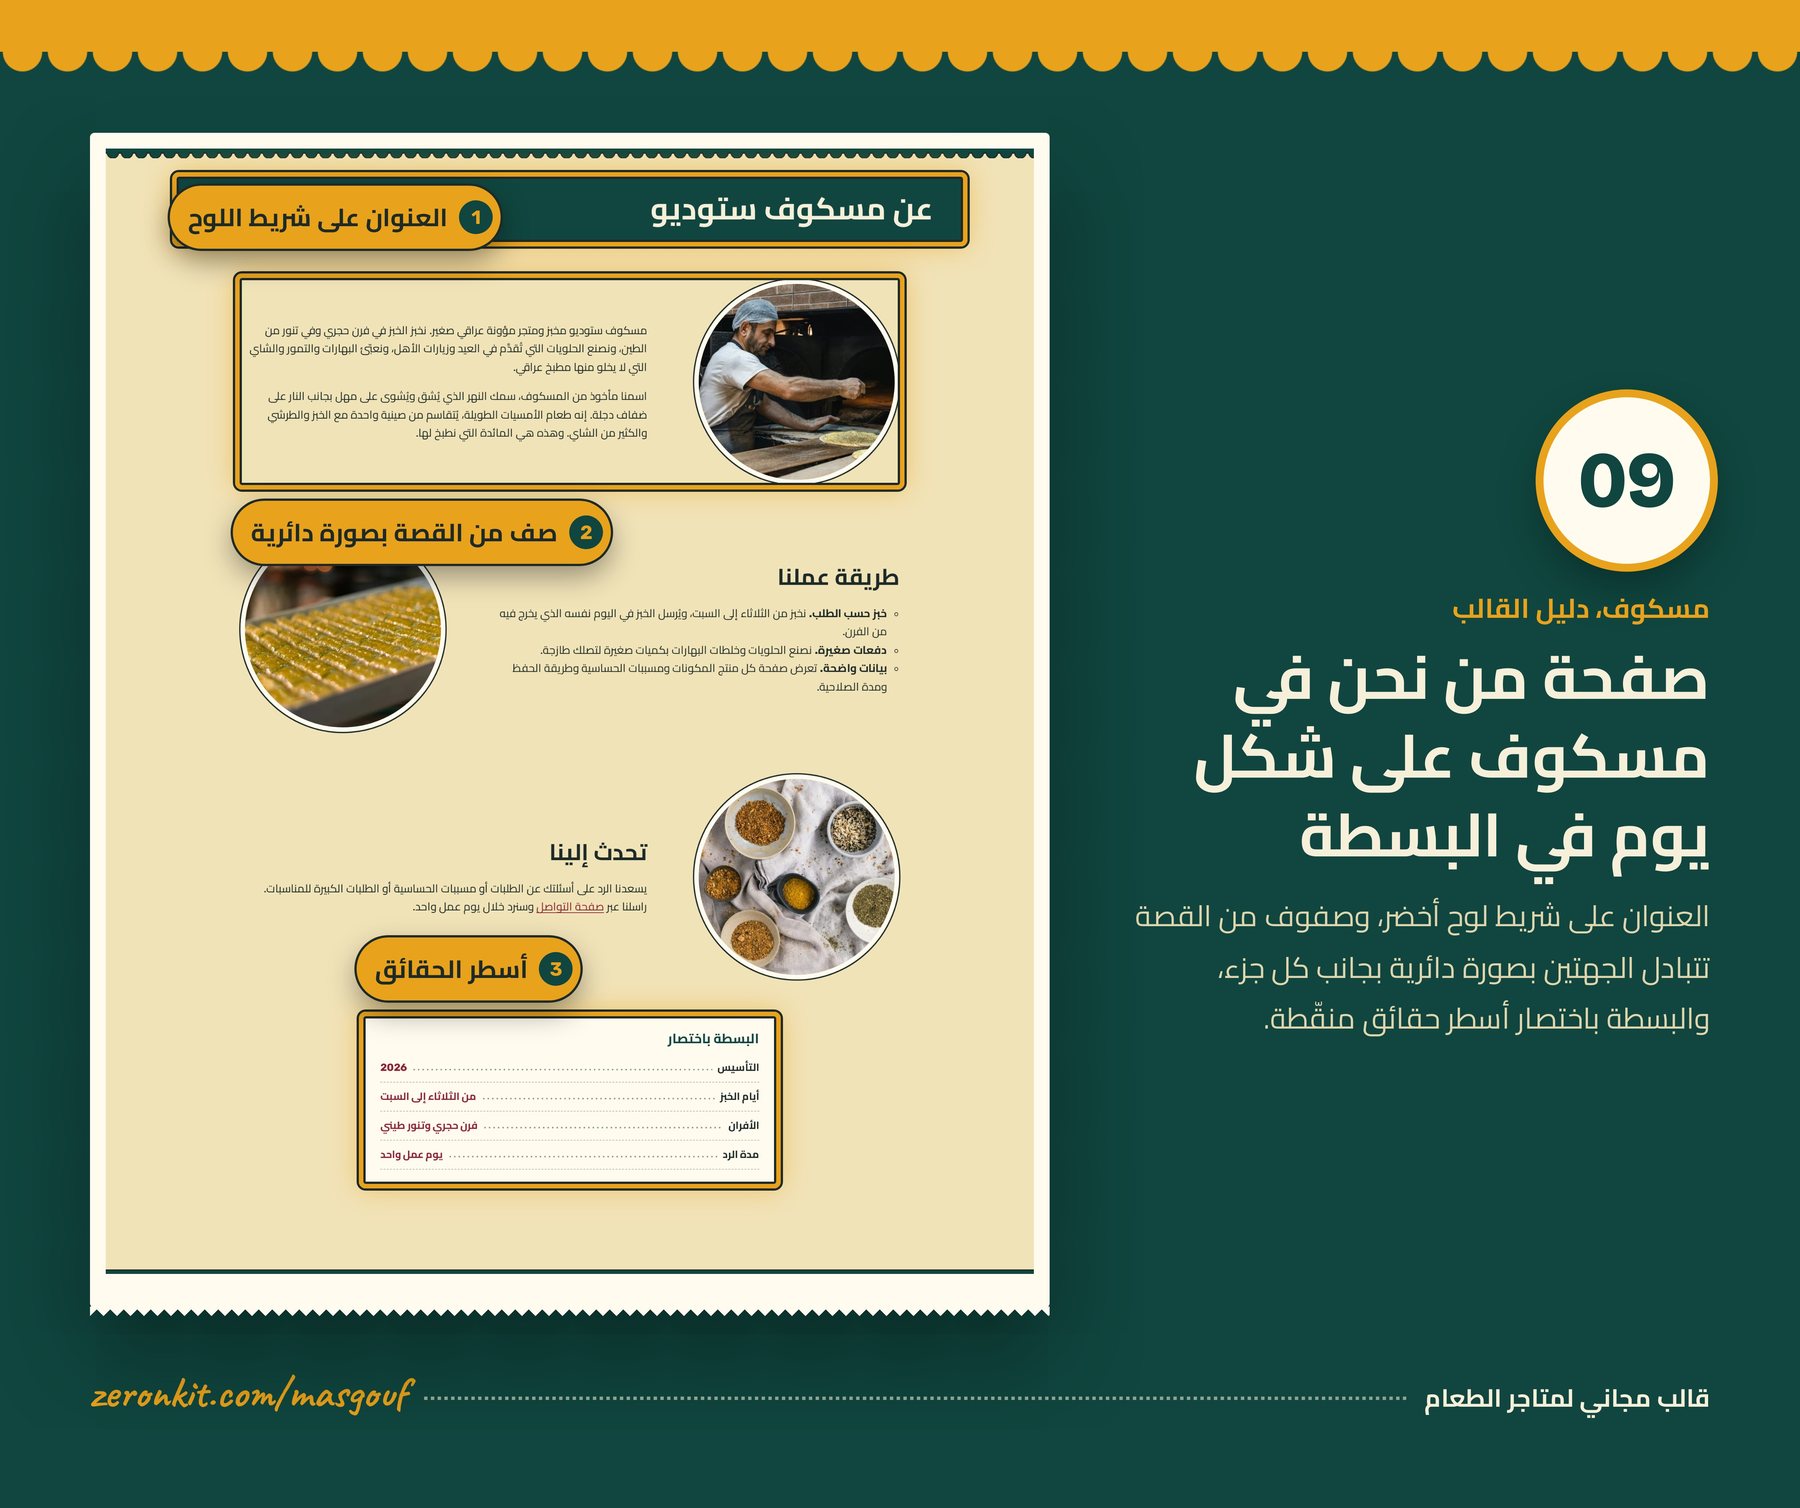 09
مسكوف، دليل القالب
صفحة من نحن في
مسكوف على شكل
يوم في البسطة
العنوان على شريط لوح أخضر، وصفوف من القصة
تتبادل الجهتين بصورة دائرية بجانب كل جزء،
والبسطة باختصار أسطر حقائق منقّطة.
عن مسكوف ستوديو
1 العنوان على شريط اللوح
مسكوف ستوديو مخبز ومتجر مؤونة عراقي صغير. نخبز الخبز في فرن حجري وفي تنور من
الطين، ونصنع الحلويات التي تُقدَّم في العيد وزيارات الأهل، ونعبّئ البهارات والتمور والشاي
التي لا يخلو منها مطبخ عراقي.
اسمنا مأخوذ من المسكوف، سمك النهر الذي يُشق ويُشوى على مهل بجانب النار على
ضفاف دجلة. إنه طعام الأمسيات الطويلة، يُتقاسم من صينية واحدة مع الخبز والطرشي
والكثير من الشاي. وهذه هي المائدة التي نطبخ لها.
2 صف من القصة بصورة دائرية
طريقة عملنا
خبز حسب الطلب. نخبز من الثلاثاء إلى السبت، ويُرسل الخبز في اليوم نفسه الذي يخرج فيه
من الفرن.
دفعات صغيرة. نصنع الحلويات وخلطات البهارات بكميات صغيرة لتصلك طازجة.
بيانات واضحة. تعرض صفحة كل منتج المكونات ومسببات الحساسية وطريقة الحفظ
ومدة الصلاحية.
تحدث إلينا
يسعدنا الرد على أسئلتك عن الطلبات أو مسببات الحساسية أو الطلبات الكبيرة للمناسبات.
راسلنا عبر صفحة التواصل وسنرد خلال يوم عمل واحد.
3 أسطر الحقائق
البسطة باختصار
التأسيس 2026
أيام الخبز من الثلاثاء إلى السبت
الأفران فرن حجري وتنور طيني
مدة الرد يوم عمل واحد
قالب مجاني لمتاجر الطعام zeronkit.com/masgouf